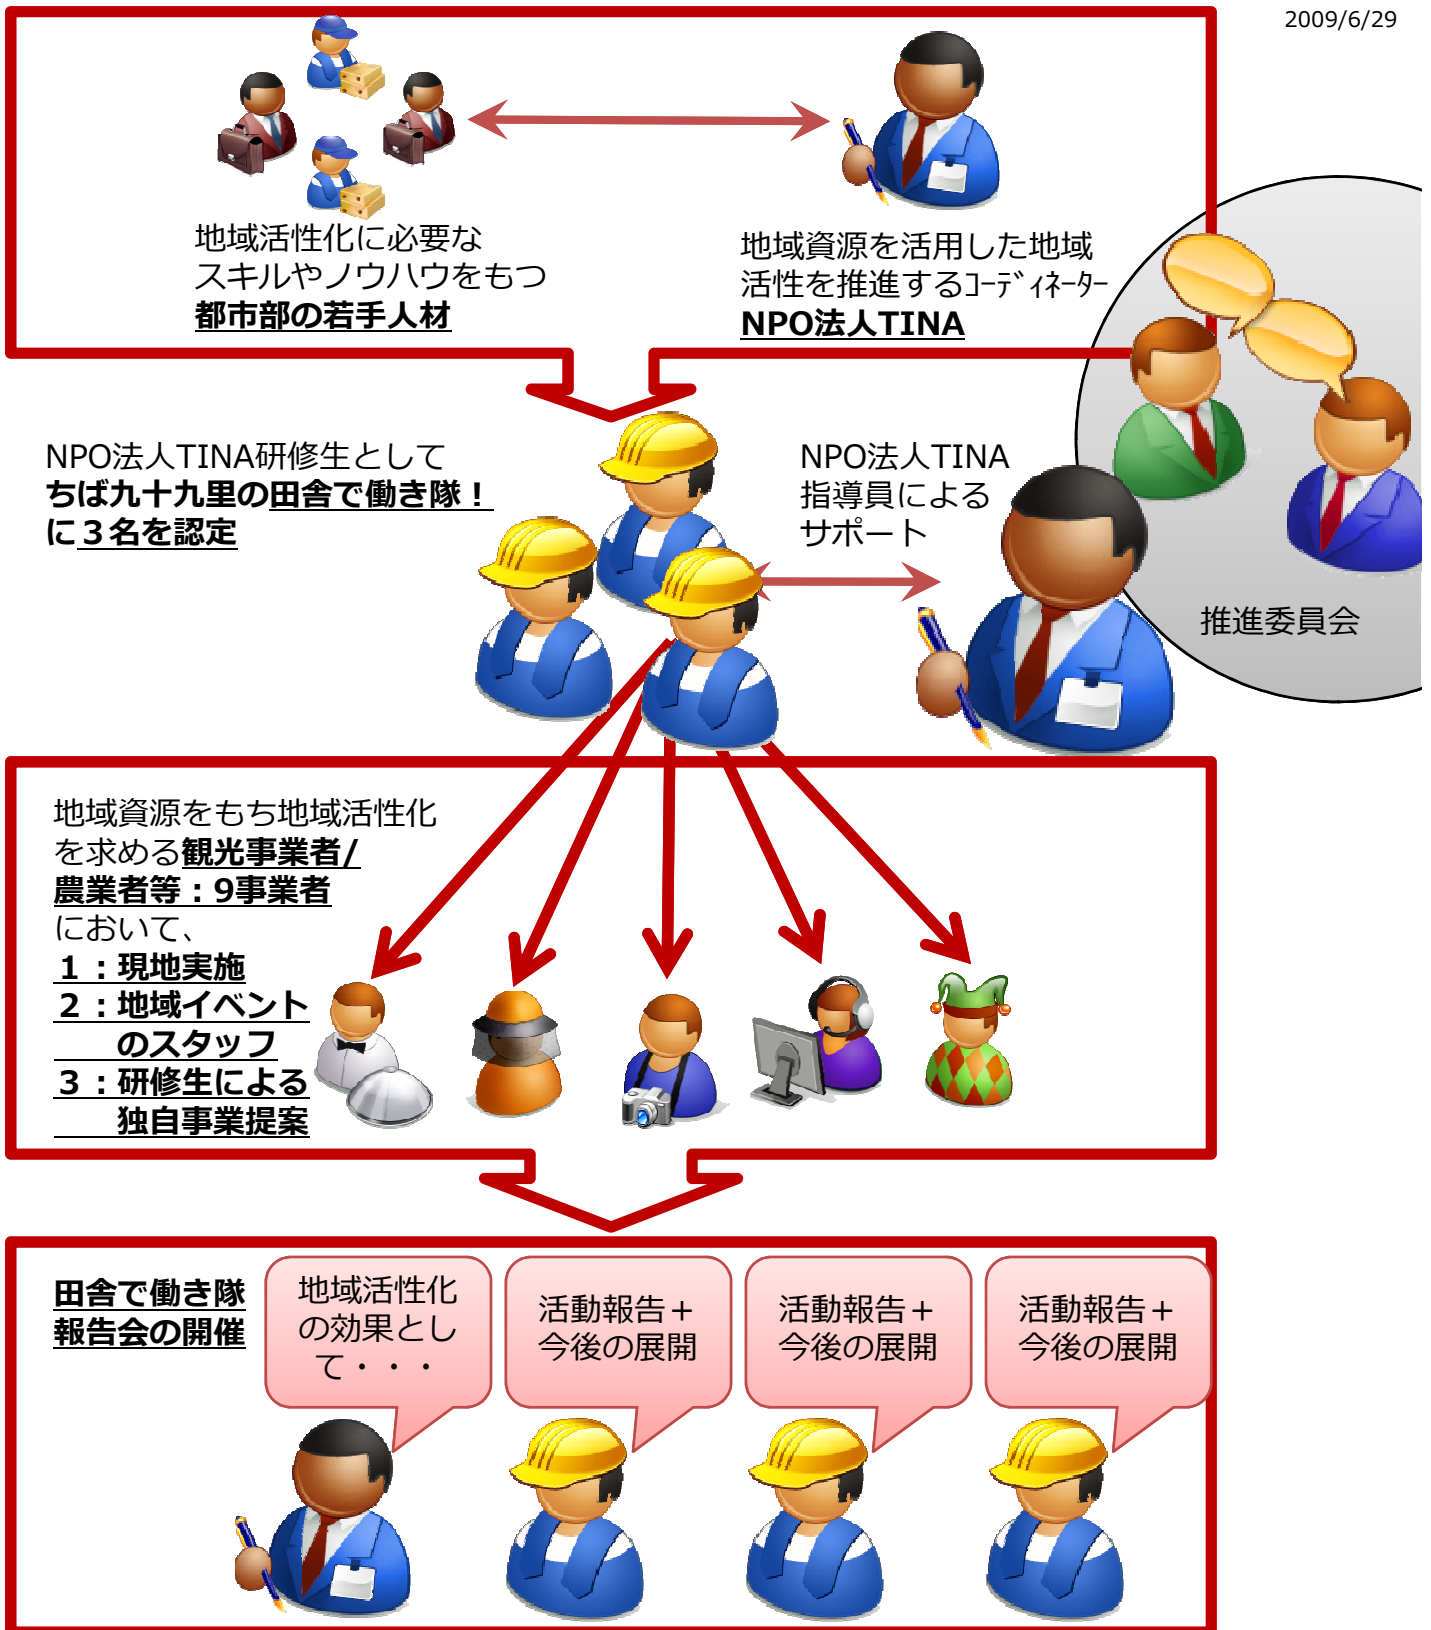 2009/6/29
地域活性化に必要な
スキルやノウハウをもつ
都市部の若手人材
地域資源を活用した地域
活性を推進するｺｰﾃﾞｨﾈｰﾀｰ
NPO法人TINA
NPO法人TINA研修生として
ちば九十九里の田舎で働き隊！
に３名を認定
NPO法人TINA
指導員による
サポート
推進委員会
地域資源をもち地域活性化
を求める観光事業者/
農業者等：9事業者
において、
１：現地実施
２：地域イベント
のスタッフ
３：研修生による
独自事業提案
田舎で働き隊
報告会の開催
地域活性化
の効果とし
て・・・
活動報告＋
今後の展開
活動報告＋
今後の展開
活動報告＋
今後の展開